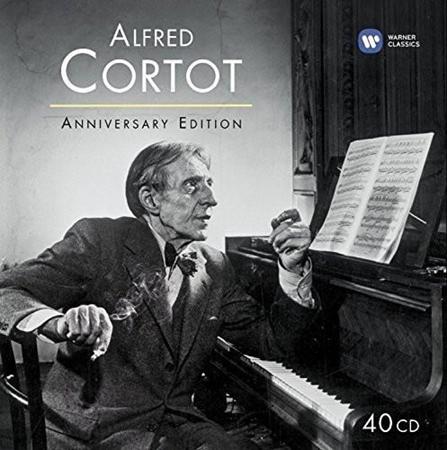 ALFRED
CORTOT
ANNIVERSARY EDITION
WARNER
CLASSICS
40 CD